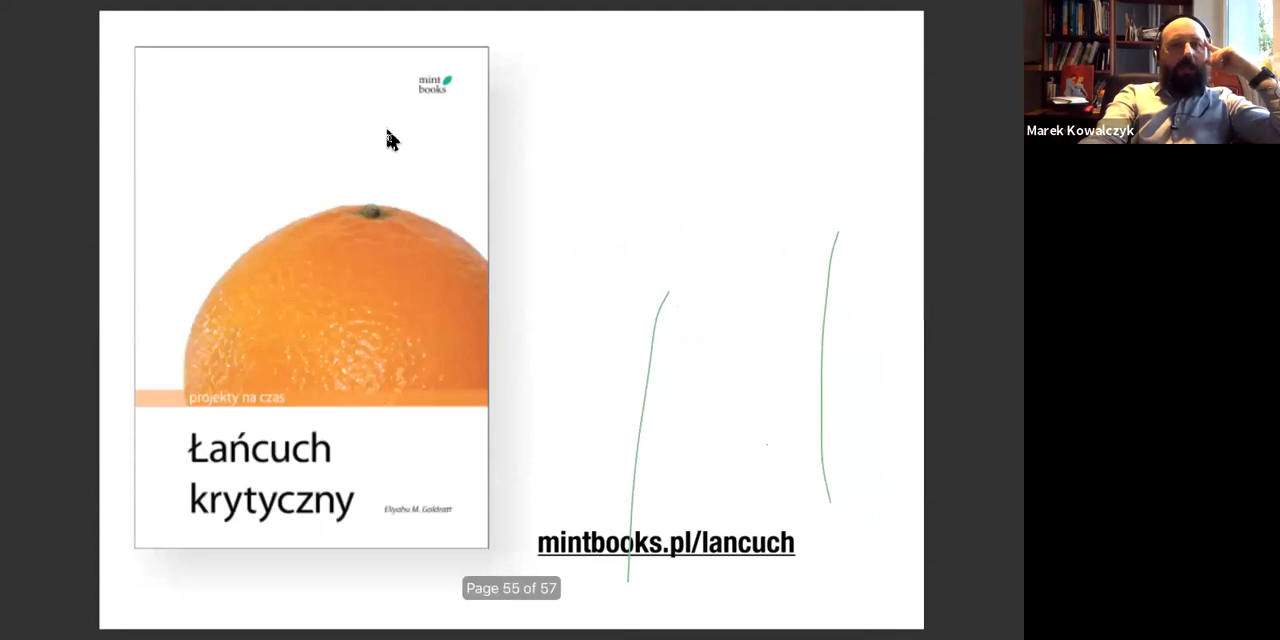 mint
books
projekty na czas
Łańcuch
krytyczny
Eliyahu M. Goldratt
mintbooks.pl/lancuch
Page 55 of 57
Marek Kowalczyk